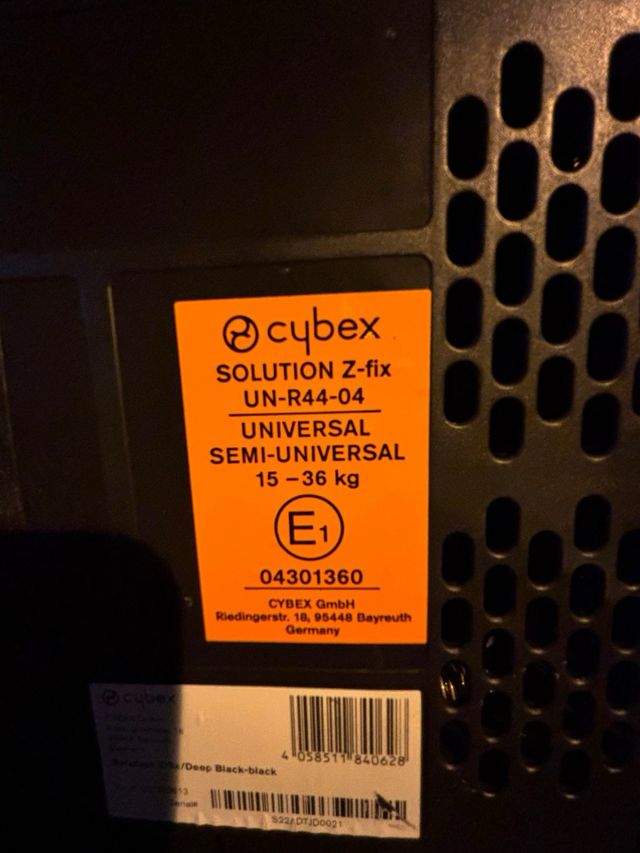 cybex
SOLUTION Z-fix
UN-R44-04
UNIVERSAL
SEMI-UNIVERSAL
15 – 36 kg
E1
04301360
CYBEX GmbH
Riedingerstr. 18, 95448 Bayreuth
Germany
cybex
CYBEX
4 058511 840628
/Deep Black-black